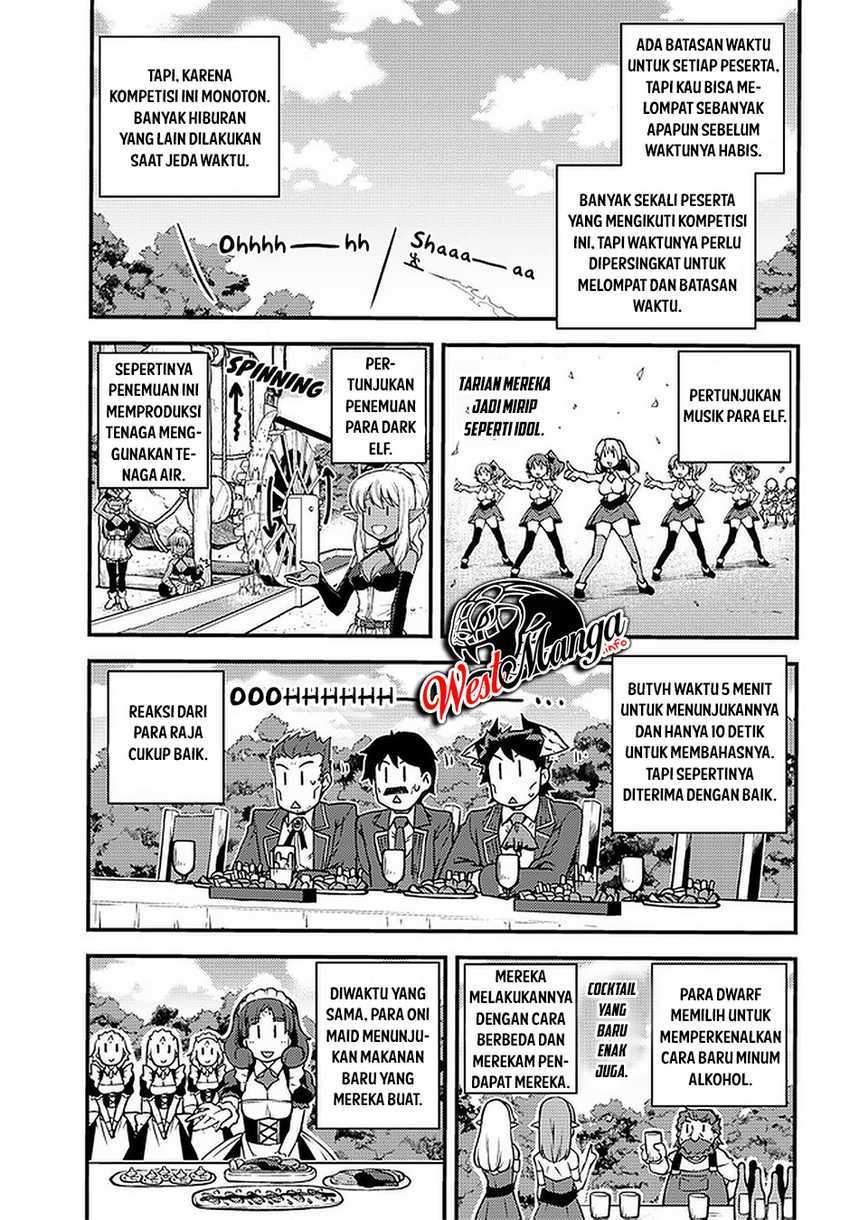 ADA BATASAN WAKTU
UNTUK SETIAP PESERTA,
TAPI KAU BISA ME-
LOMPAT SEBANYAK
APAPUN SEBELUM
WAKTUNYA HABIS.
BANYAK SEKALI PESERTA
YANG MENGIKUTI KOMPETISI
INI, TAPI WAKTUNYA PERLU
DIPERSINGKAT UNTUK
MELOMPAT DAN BATASAN
WAKTU.
TAPI, KARENA
KOMPETISI INI MONOTON.
BANYAK HIBURAN
YANG LAIN DILAKUKAN
SAAT JEDA WAKTU.
Shaaa—aa
Ohhhh—hh
PERTUNJUKAN
MUSIK PARA ELF.
TARIAN MEREKA
JADI MIRIP
SEPERTI IDOL.
PER-
TUNJUKAN
PENEMUAN
PARA DARK
ELF.
SPINNING
SEPERTINYA
PENEMUAN INI
MEMPRODUKSI
TENAGA MENG-
GUNAKAN TE-
NAGA AIR.
WestManga
.info
BUTVH WAKTU 5 MENIT
UNTUK MENUNJUKANNYA
DAN HANYA 10 DETIK
UNTUK MEMBAHASNYA.
TAPI SEPERTINYA
DITERIMA DENGAN BAIK.
OOOHHHHHH—...
REAKSI DARI
PARA RAJA
CUKUP BAIK.
PARA DWARF
MEMILIH UNTUK
MEMPERKENALKAN
CARA BARU MINUM
ALKOHOL.
COCKTAIL
YANG
BARU
ENAK
JUGA.
MEREKA
MELAKUKANNYA
DENGAN CARA
BERBEDA DAN
MEREKAM PEN-
DAPAT MEREKA.
DIWAKTU YANG
SAMA, PARA ONI
MAID MENUNJU-
KAN MAKANAN
BARU YANG
MEREKA BUAT.